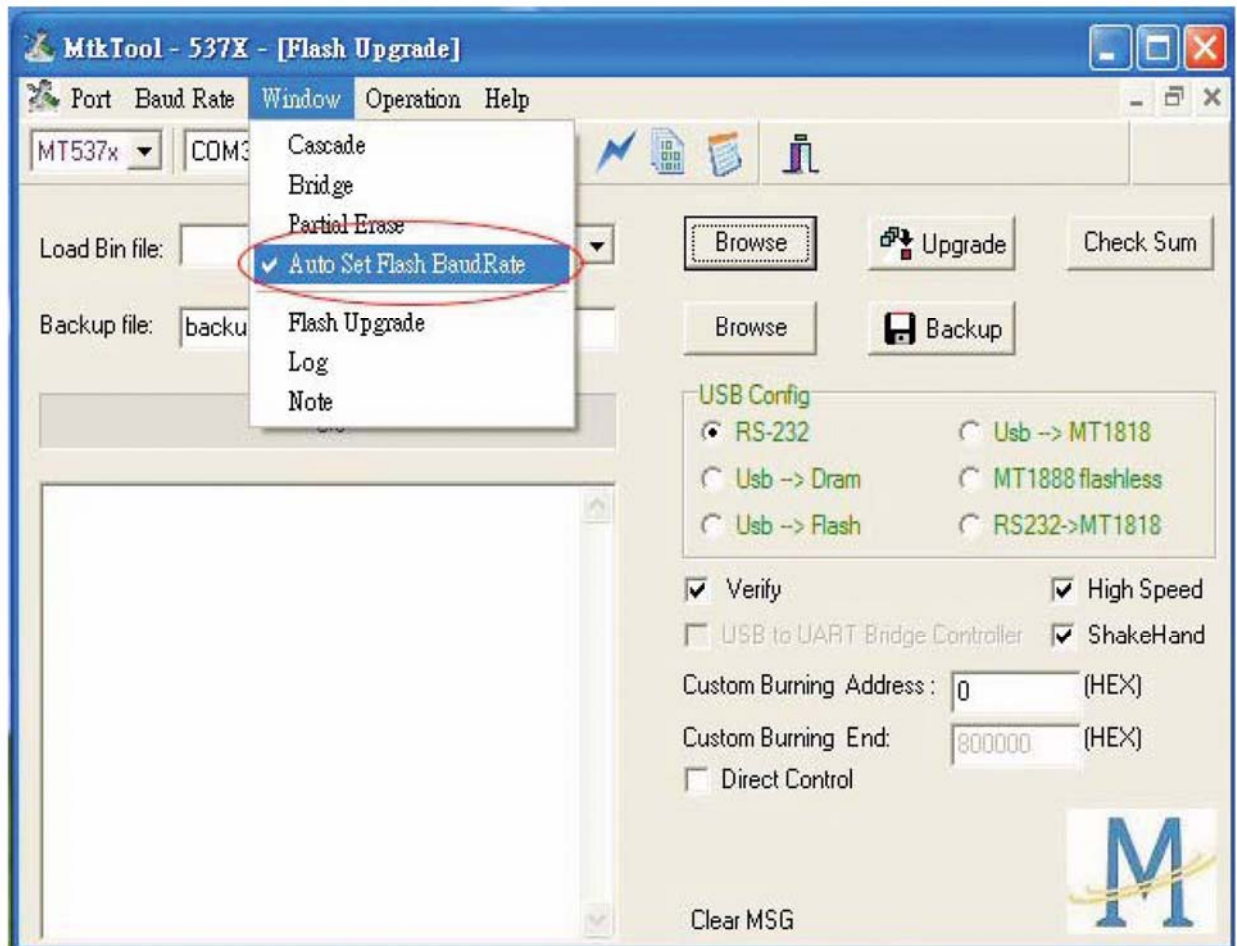 MtkTool - 537X - [Flash Upgrade]
Port Baud Rate Window Operation Help
MT537x COM3
Cascade
Bridge
Partial Erase
Auto Set Flash BaudRate
Flash Upgrade
Log
Note
Load Bin file:
Browse Upgrade Check Sum
Backup file: backu
Browse Backup
USB Config
RS-232 Usb --> MT1818
Usb --> Dram MT1888 flashless
Usb --> Flash RS232->MT1818
Verify High Speed
USB to UART Bridge Controller ShakeHand
Custom Burning Address : 0 (HEX)
Custom Burning End: 800000 (HEX)
Direct Control
M
Clear MSG